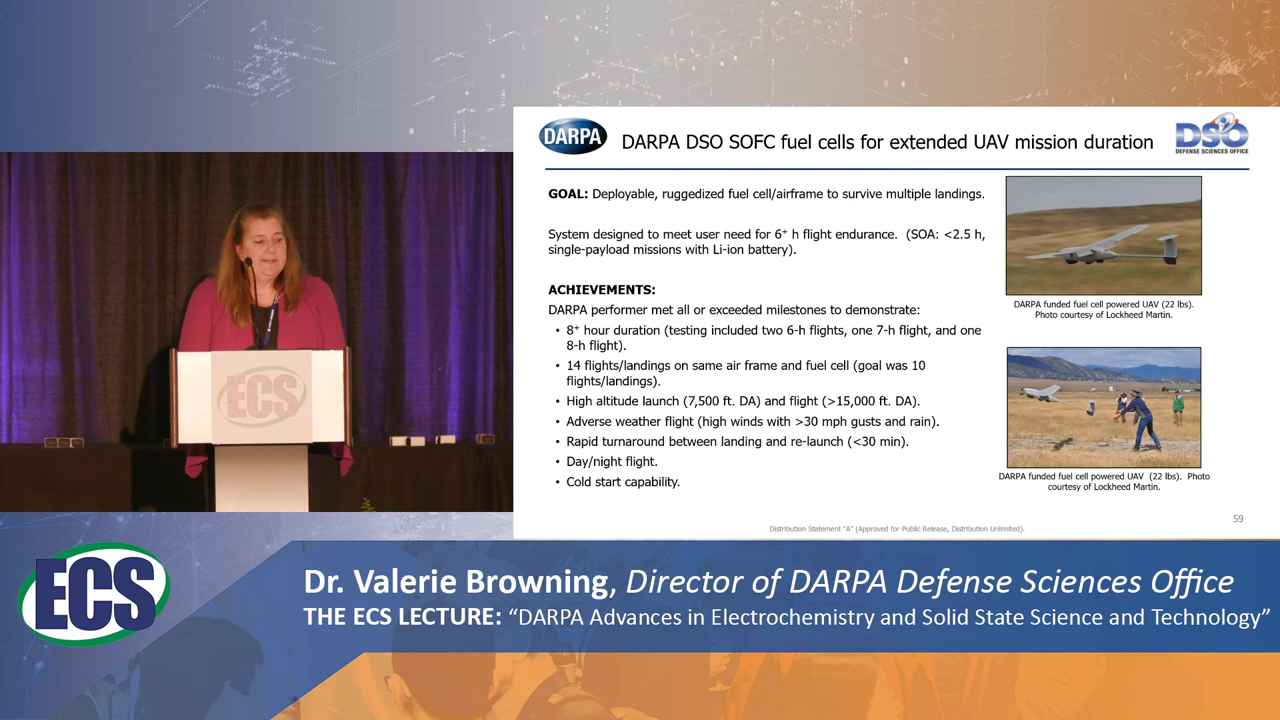 DARPA
DARPA DSO SOFC fuel cells for extended UAV mission duration
DSO
DEFENSE SCIENCES OFFICE
GOAL: Deployable, ruggedized fuel cell/airframe to survive multiple landings.
System designed to meet user need for 6⁺ h flight endurance. (SOA: <2.5 h,
single-payload missions with Li-ion battery).
ACHIEVEMENTS:
DARPA performer met all or exceeded milestones to demonstrate:
• 8⁺ hour duration (testing included two 6-h flights, one 7-h flight, and one
8-h flight).
• 14 flights/landings on same air frame and fuel cell (goal was 10
flights/landings).
• High altitude launch (7,500 ft. DA) and flight (>15,000 ft. DA).
• Adverse weather flight (high winds with >30 mph gusts and rain).
• Rapid turnaround between landing and re-launch (<30 min).
• Day/night flight.
• Cold start capability.
DARPA funded fuel cell powered UAV (22 lbs).
Photo courtesy of Lockheed Martin.
DARPA funded fuel cell powered UAV (22 lbs). Photo
courtesy of Lockheed Martin.
59
Distribution Statement "A" (Approved for Public Release, Distribution Unlimited).
ECS
ECS
Dr. Valerie Browning, Director of DARPA Defense Sciences Office
THE ECS LECTURE: “DARPA Advances in Electrochemistry and Solid State Science and Technology”